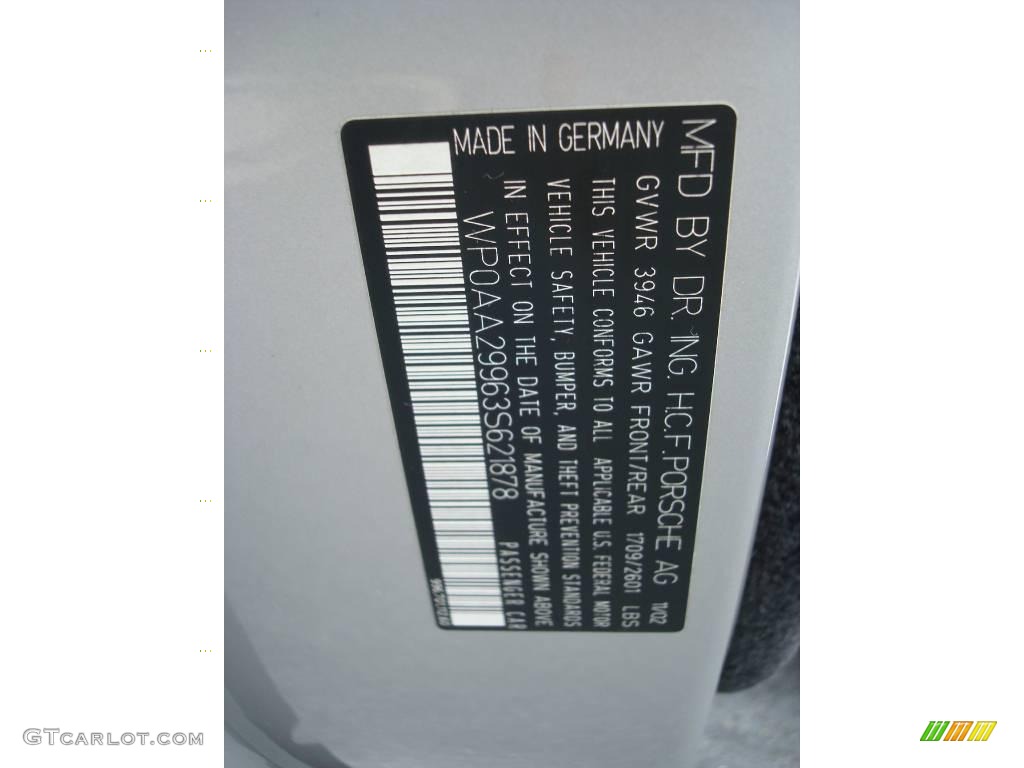 MFD BY DR. ING. H.C.F. PORSCHE AG 11/02
GVWR 3946 GAWR FRONT/REAR 1709/2601 LBS
THIS VEHICLE CONFORMS TO ALL APPLICABLE U.S. FEDERAL MOTOR
VEHICLE SAFETY, BUMPER, AND THEFT PREVENTION STANDARDS
IN EFFECT ON THE DATE OF MANUFACTURE SHOWN ABOVE
WP0AA29963S621878 PASSENGER CAR
MADE IN GERMANY
GTCARLOT.COM